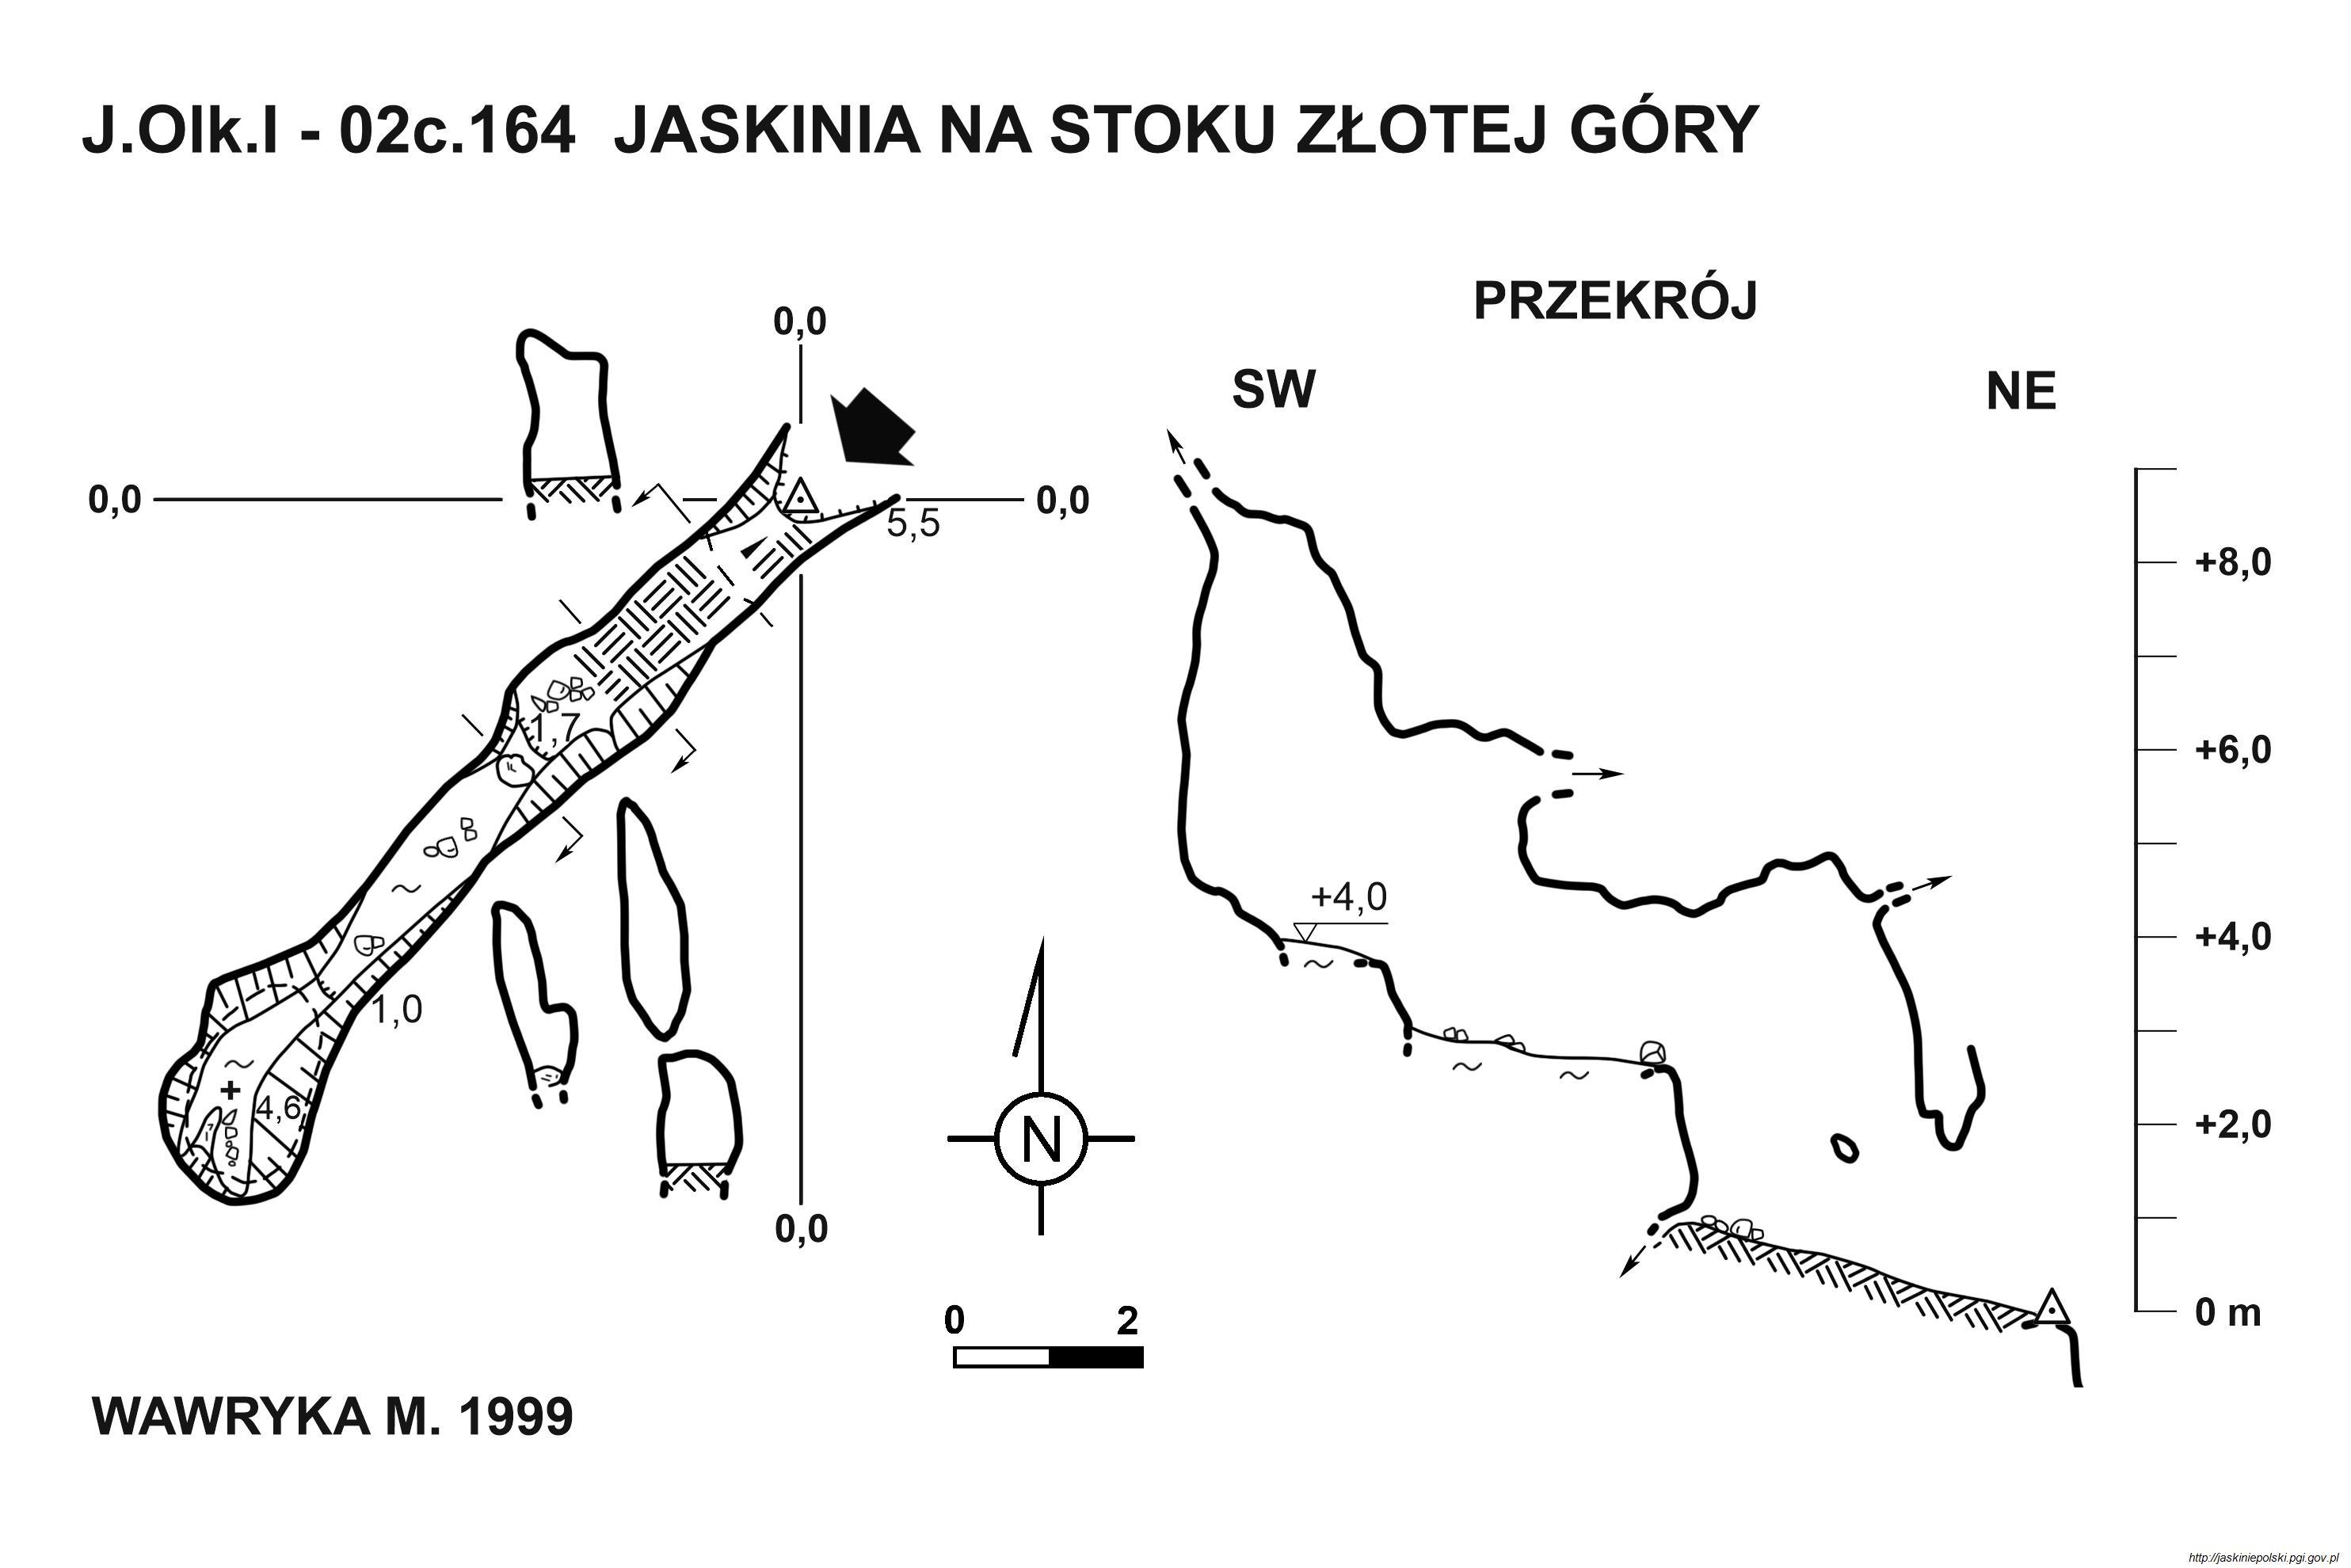 J.Olk.I - 02c.164 JASKINIA NA STOKU ZŁOTEJ GÓRY
PRZEKRÓJ
SW
NE
0,0
0,0
0,0
0,0
5,5
1,7
1,0
4,6
+
N
0 2
+4,0
+8,0
+6,0
+4,0
+2,0
0 m
WAWRYKA M. 1999
http://jaskiniepolski.pgi.gov.pl